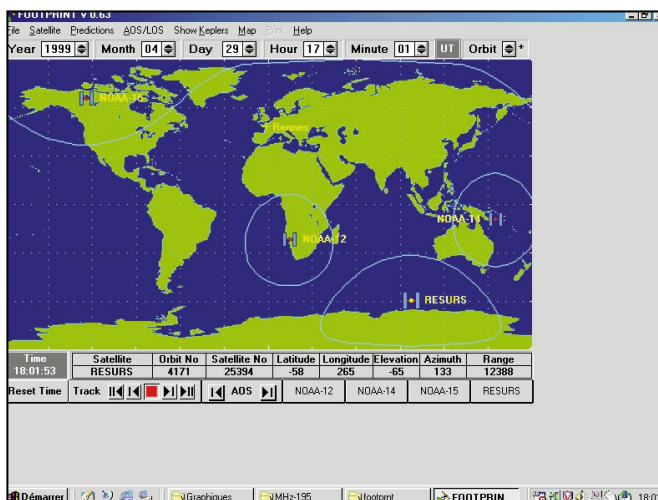 FOOTPRINT V 0.63
File Satellite Predictions AOS/LOS Show Keplers Map Print Help
Year 1999 Month 04 Day 29 Hour 17 Minute 01 UT Orbit +
NOAA-15
Rennes
NOAA-14
NOAA-12
RESURS
Time Satellite Orbit No Satellite No Latitude Longitude Elevation Azimuth Range
18:01:53 RESURS 4171 25394 -58 265 -65 133 12388
Reset Time Track AOS NOAA-12 NOAA-14 NOAA-15 RESURS
Démarrer Graphiques MHz-195 footprnt FOOTPRIN 18:01